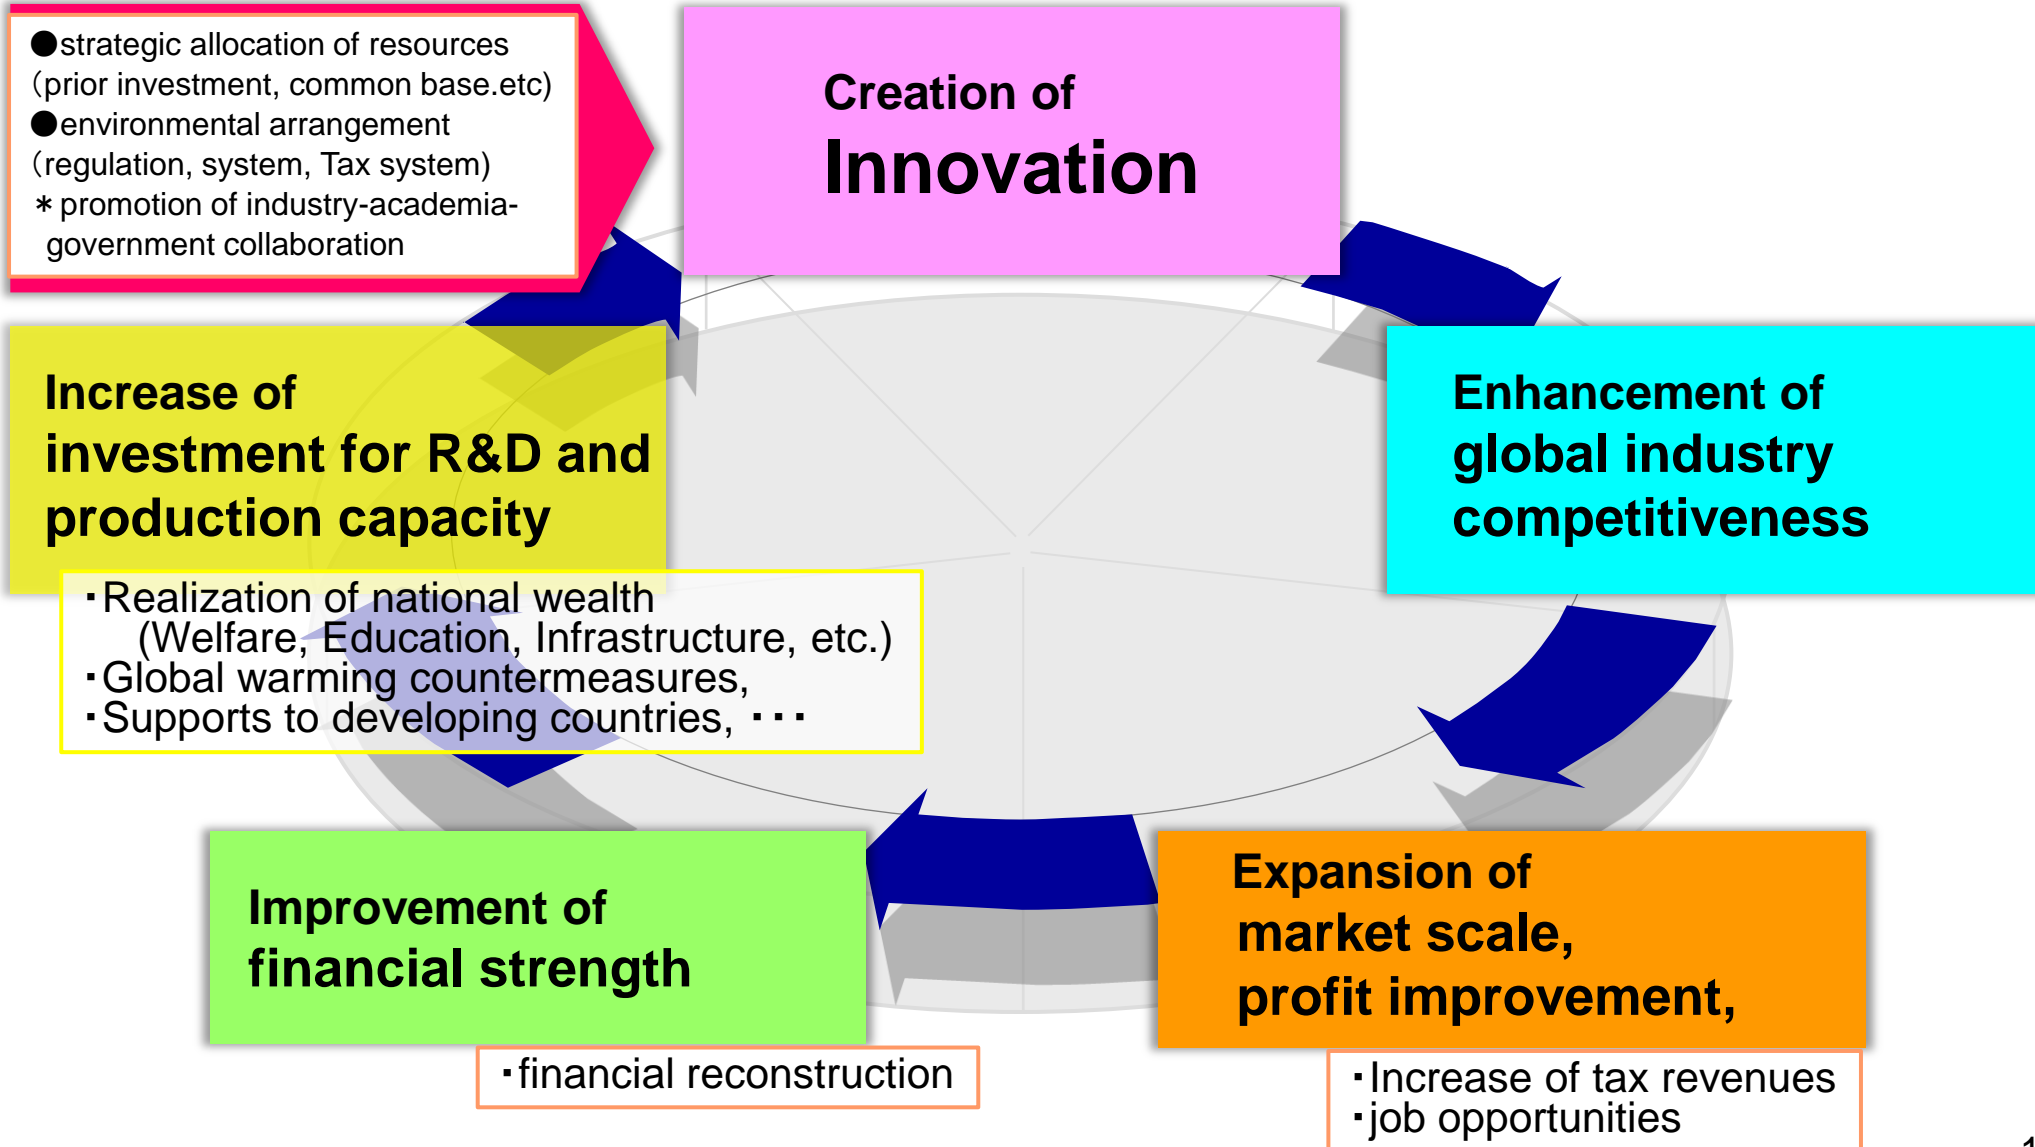 ●strategic allocation of resources
（prior investment, common base.etc)
●environmental arrangement
（regulation, system, Tax system)
＊promotion of industry-academia-
government collaboration
Creation of
Innovation
Increase of
investment for R&D and
production capacity
Enhancement of
global industry
competitiveness
・Realization of national wealth
(Welfare, Education, Infrastructure, etc.)
・Global warming countermeasures,
・Supports to developing countries, ・・・
Improvement of
financial strength
Expansion of
market scale,
profit improvement,
・financial reconstruction
・Increase of tax revenues
・job opportunities